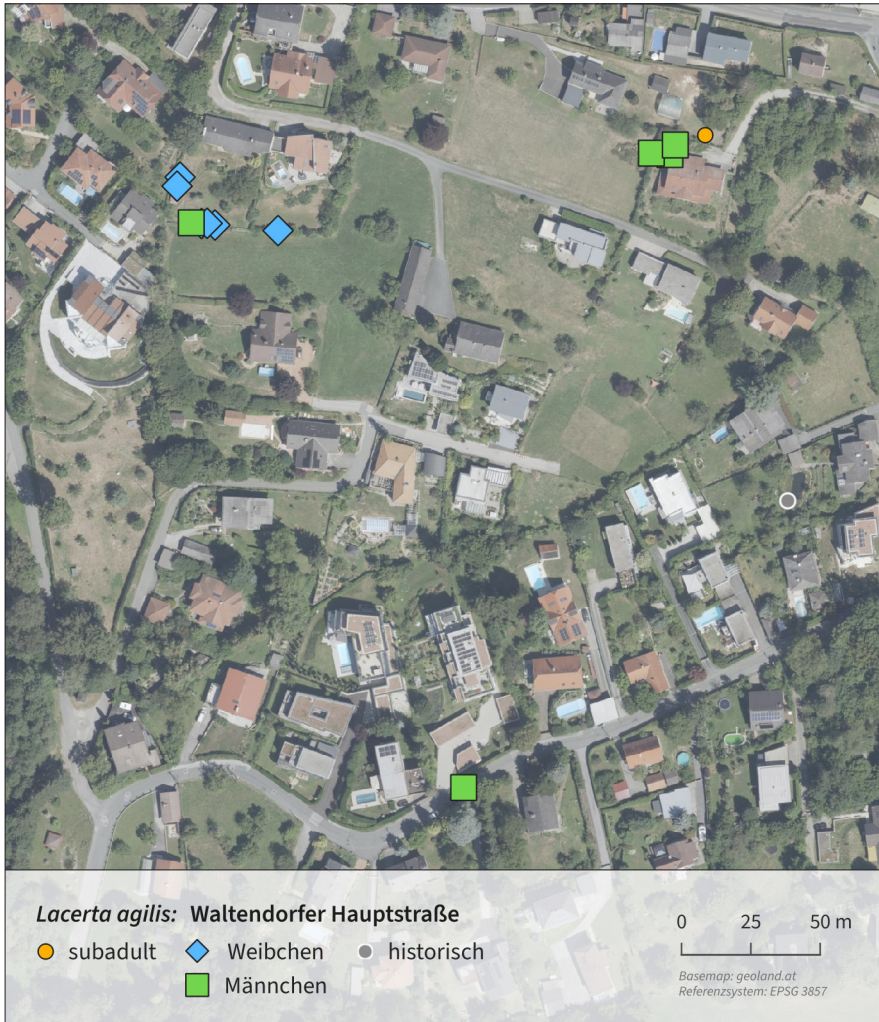 Lacerta agilis: Waltendorfer Hauptstraße
subadult Weibchen historisch
Männchen
0 25 50 m
Basemap: geoland.at
Referenzsystem: EPSG 3857